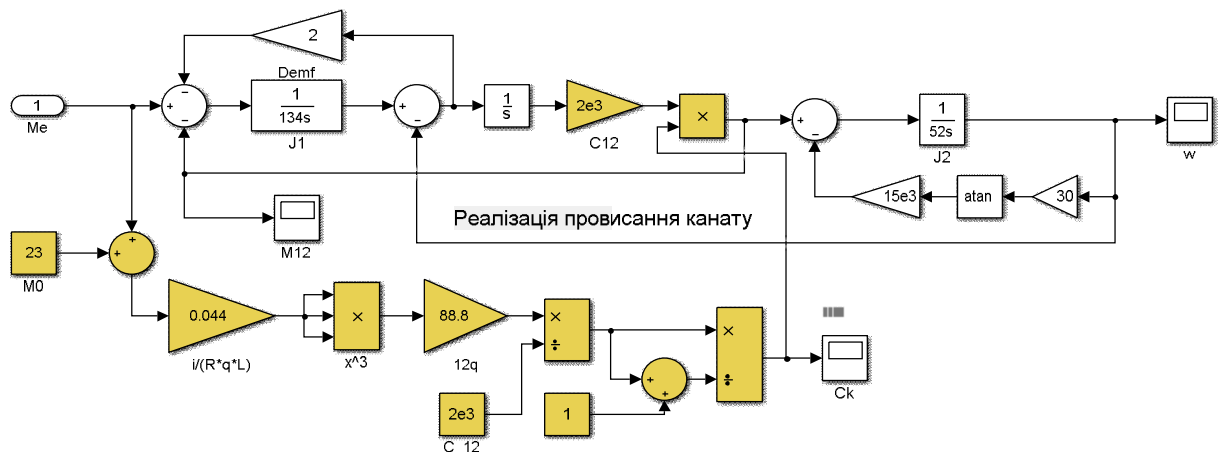 2
Demf
1
Me
+
−
−
1
134s
J1
+
−
1
s
2e3
C12
×
+
−
1
52s
J2
w
15e3
atan
30
M12
Реалізація провисання канату
23
M0
+
+
0.044
i/(R*q*L)
×
x^3
88.8
12q
×
÷
+
+
×
÷
Ck
2e3
C_12
1